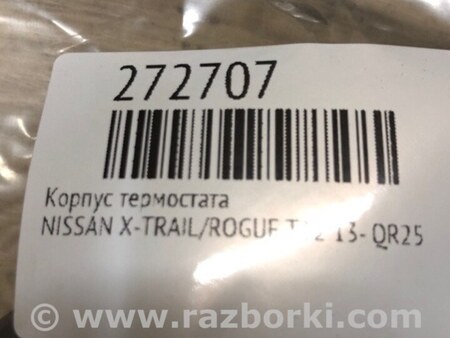 272707
Корпус термостата
NISSAN X-TRAIL/ROGUE 13- QR25
© www.razborki.com